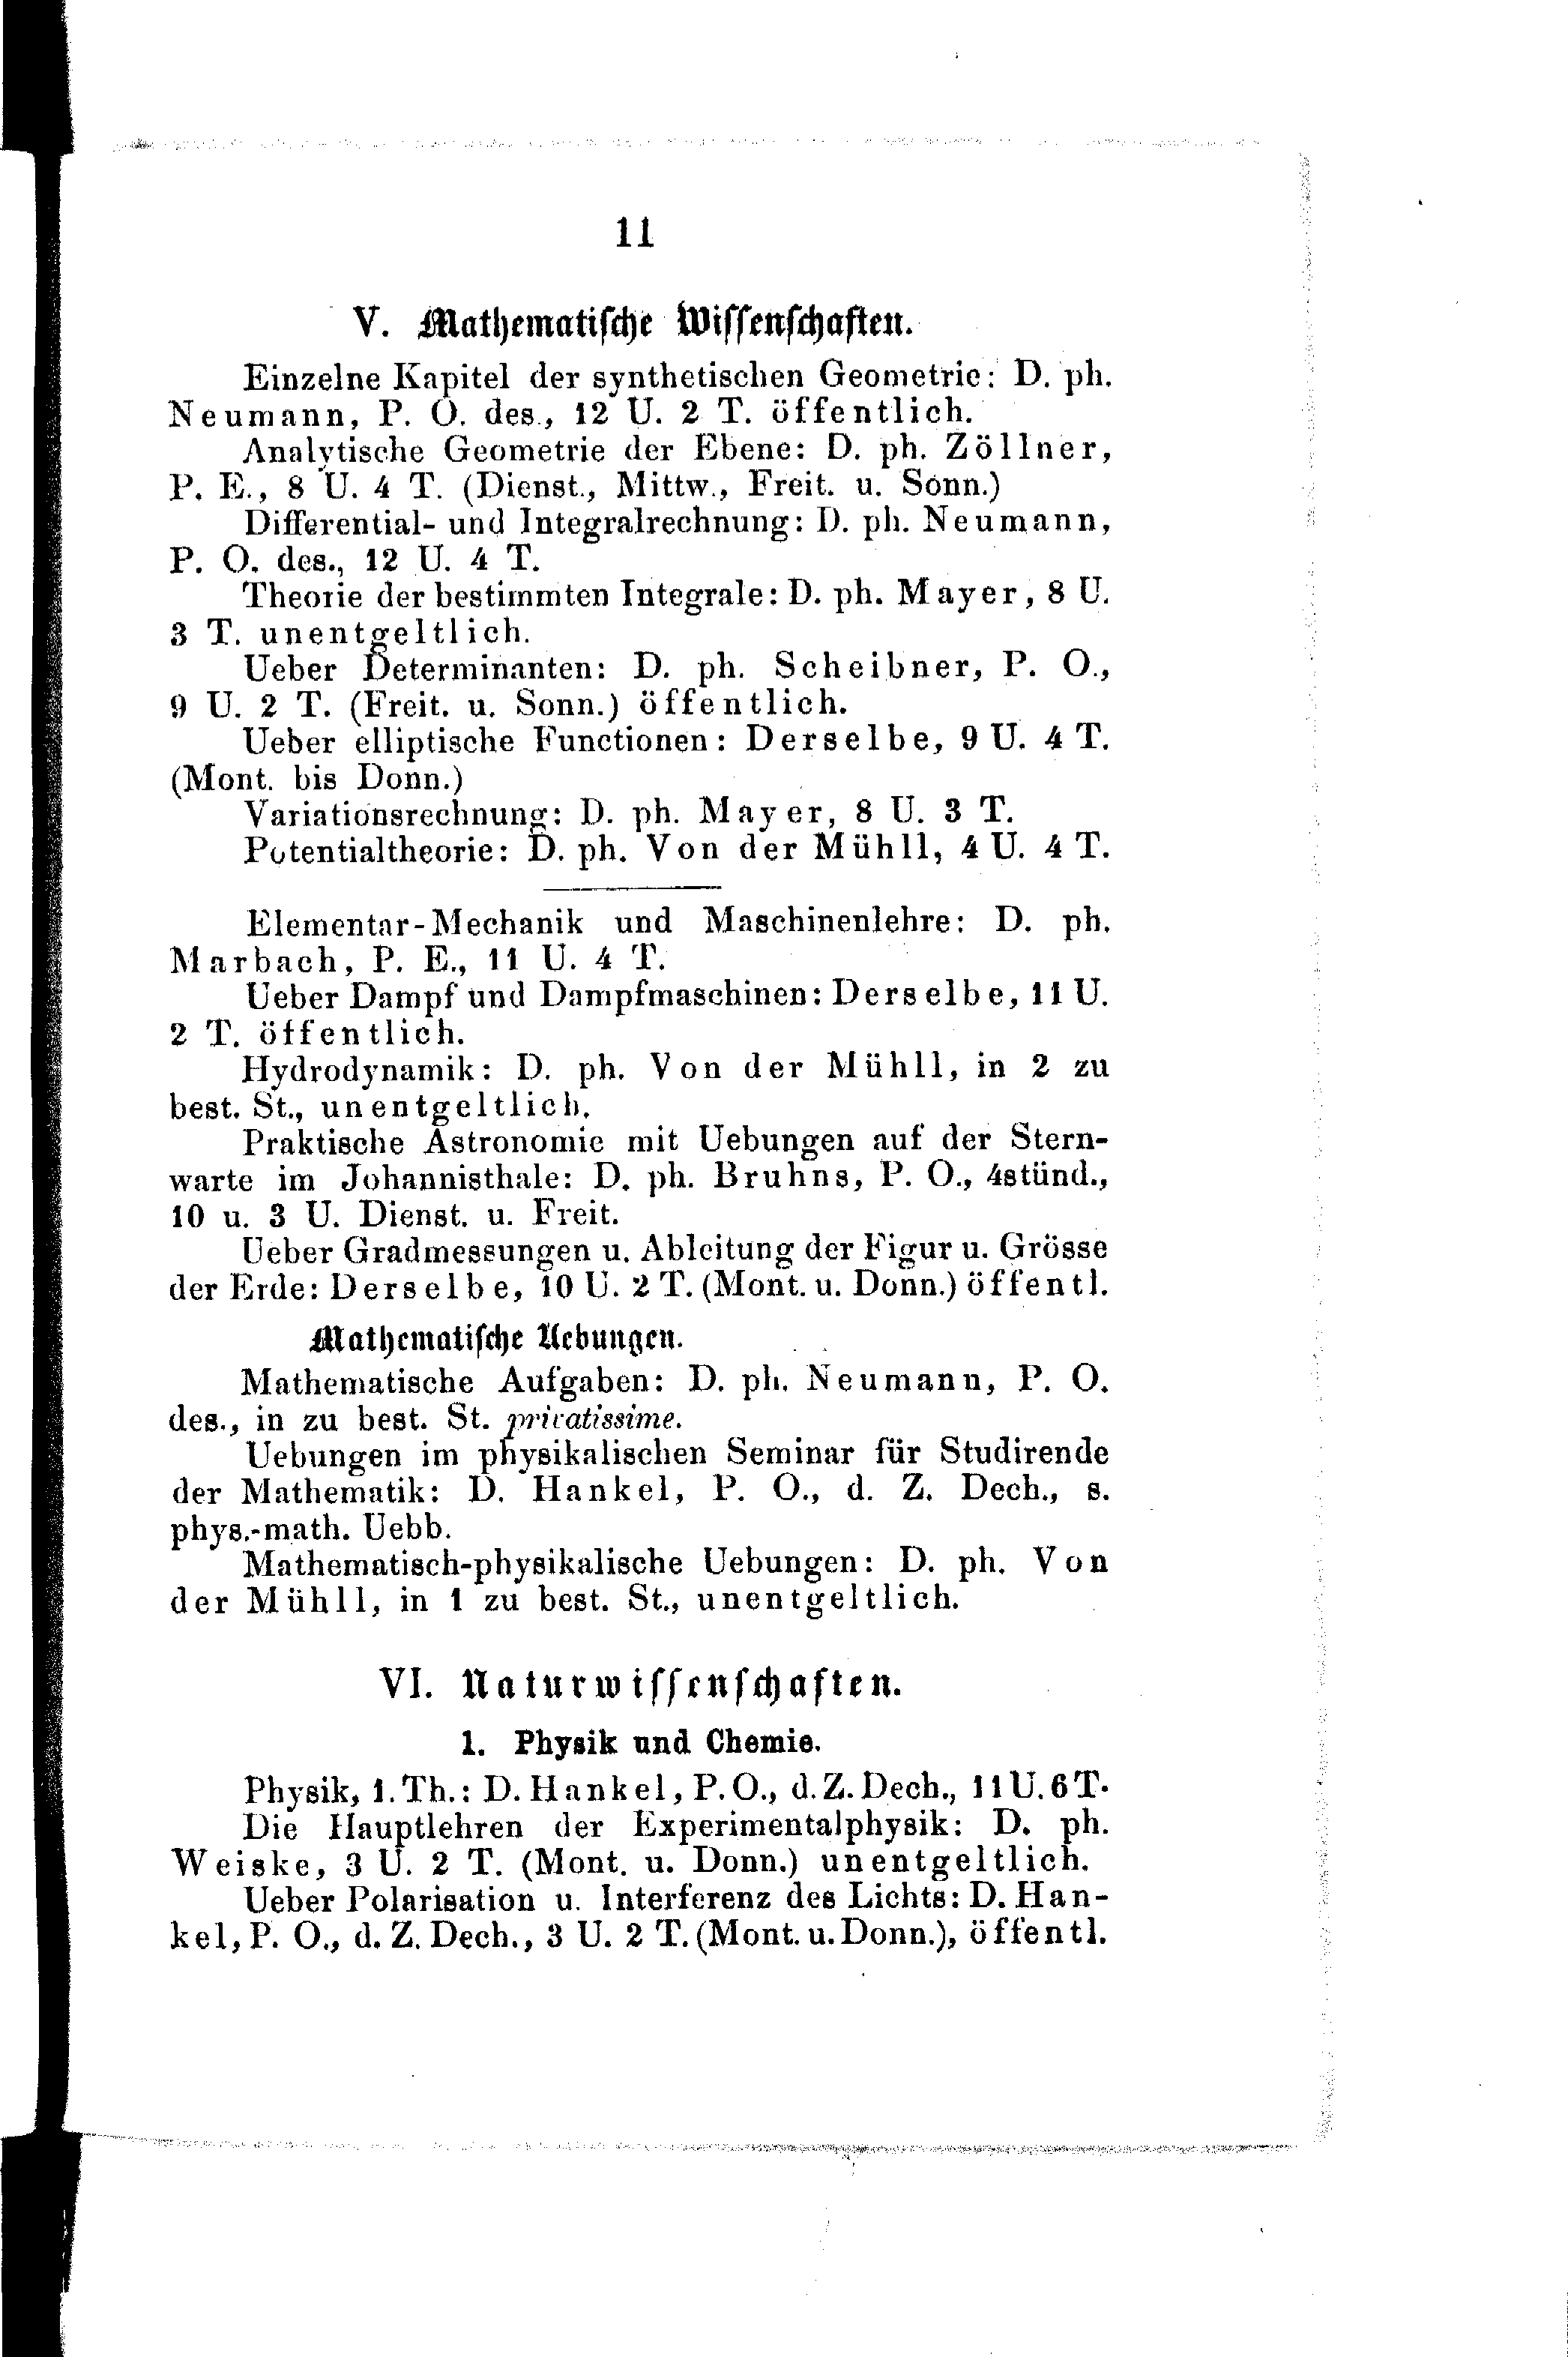 11
V. Mathematische Wissenschaften.
Einzelne Kapitel der synthetischen Geometrie: D. ph.
Neumann, P. O. des., 12 U. 2 T. öffentlich.
Analytische Geometrie der Ebene: D. ph. Zöllner,
P. E., 8 U. 4 T. (Dienst., Mittw., Freit. u. Sonn.)
Differential- und Integralrechnung: D. ph. Neumann,
P. O. des., 12 U. 4 T.
Theorie der bestimmten Integrale: D. ph. Mayer, 8 U.
3 T. unentgeltlich.
Ueber Determinanten: D. ph. Scheibner, P. O.,
9 U. 2 T. (Freit. u. Sonn.) öffentlich.
Ueber elliptische Functionen: Derselbe, 9 U. 4 T.
(Mont. bis Donn.)
Variationsrechnung: D. ph. Mayer, 8 U. 3 T.
Potentialtheorie: D. ph. Von der Mühll, 4 U. 4 T.
Elementar-Mechanik und Maschinenlehre: D. ph.
Marbach, P. E., 11 U. 4 T.
Ueber Dampf und Dampfmaschinen: Derselbe, 11 U.
2 T. öffentlich.
Hydrodynamik: D. ph. Von der Mühll, in 2 zu
best. St., unentgeltlich.
Praktische Astronomie mit Uebungen auf der Stern-
warte im Johannisthale: D. ph. Bruhns, P. O., 4stünd.,
10 u. 3 U. Dienst. u. Freit.
Ueber Gradmessungen u. Ableitung der Figur u. Grösse
der Erde: Derselbe, 10 U. 2 T. (Mont. u. Donn.) öffentl.
Mathematische Uebungen.
Mathematische Aufgaben: D. ph. Neumann, P. O.
des., in zu best. St. privatissime.
Uebungen im physikalischen Seminar für Studirende
der Mathematik: D. Hankel, P. O., d. Z. Dech., s.
phys.-math. Uebb.
Mathematisch-physikalische Uebungen: D. ph. Von
der Mühll, in 1 zu best. St., unentgeltlich.
VI. Naturwissenschaften.
1. Physik und Chemie.
Physik, 1. Th.: D. Hankel, P. O., d. Z. Dech., 11 U. 6 T.
Die Hauptlehren der Experimentalphysik: D. ph.
Weiske, 3 U. 2 T. (Mont. u. Donn.) unentgeltlich.
Ueber Polarisation u. Interferenz des Lichts: D. Han-
kel, P. O., d. Z. Dech., 3 U. 2 T. (Mont. u. Donn.), öffentl.